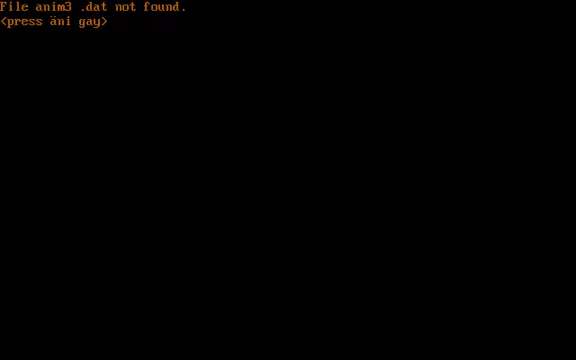 File anim3 .dat not found.
<press äni gay>